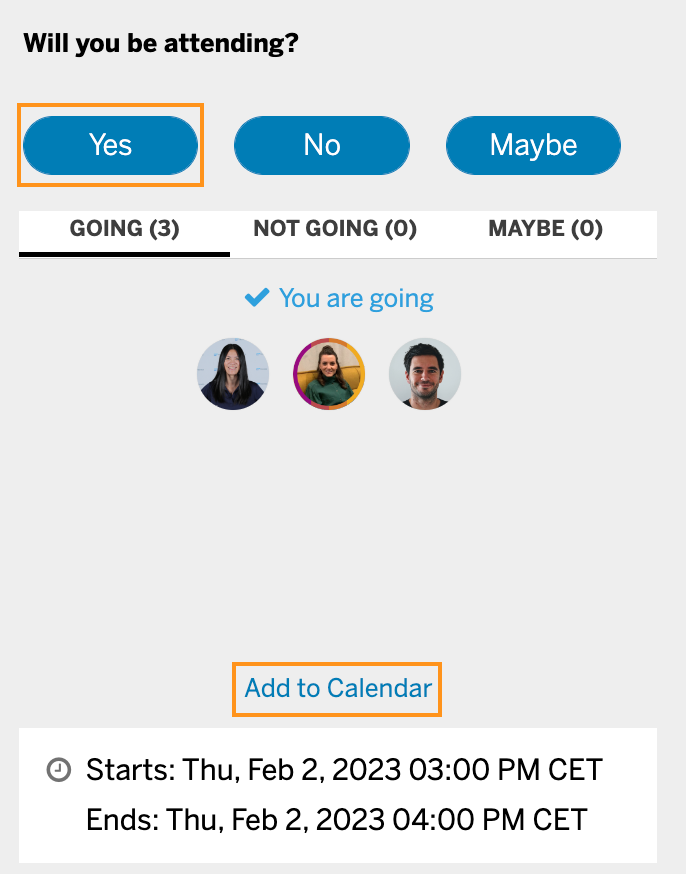 Will you be attending?
Yes No Maybe
GOING (3) NOT GOING (0) MAYBE (0)
You are going
Add to Calendar
Starts: Thu, Feb 2, 2023 03:00 PM CET
Ends: Thu, Feb 2, 2023 04:00 PM CET